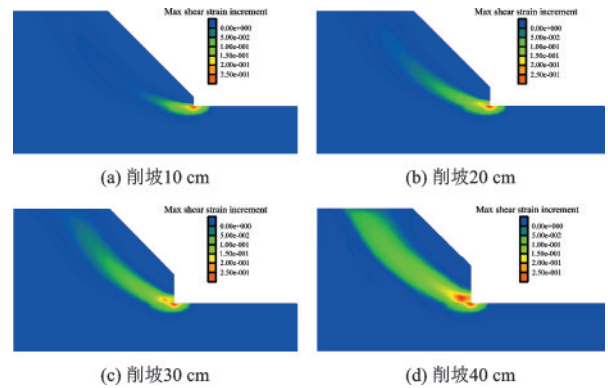 Max shear strain increment
0.00e+000
5.00e-002
1.00e-001
1.50e-001
2.00e-001
2.50e-001
(a) 削坡10 cm
Max shear strain increment
0.00e+000
5.00e-002
1.00e-001
1.50e-001
2.00e-001
2.50e-001
(b) 削坡20 cm
Max shear strain increment
0.00e+000
5.00e-002
1.00e-001
1.50e-001
2.00e-001
2.50e-001
(c) 削坡30 cm
Max shear strain increment
0.00e+000
5.00e-002
1.00e-001
1.50e-001
2.00e-001
2.50e-001
(d) 削坡40 cm